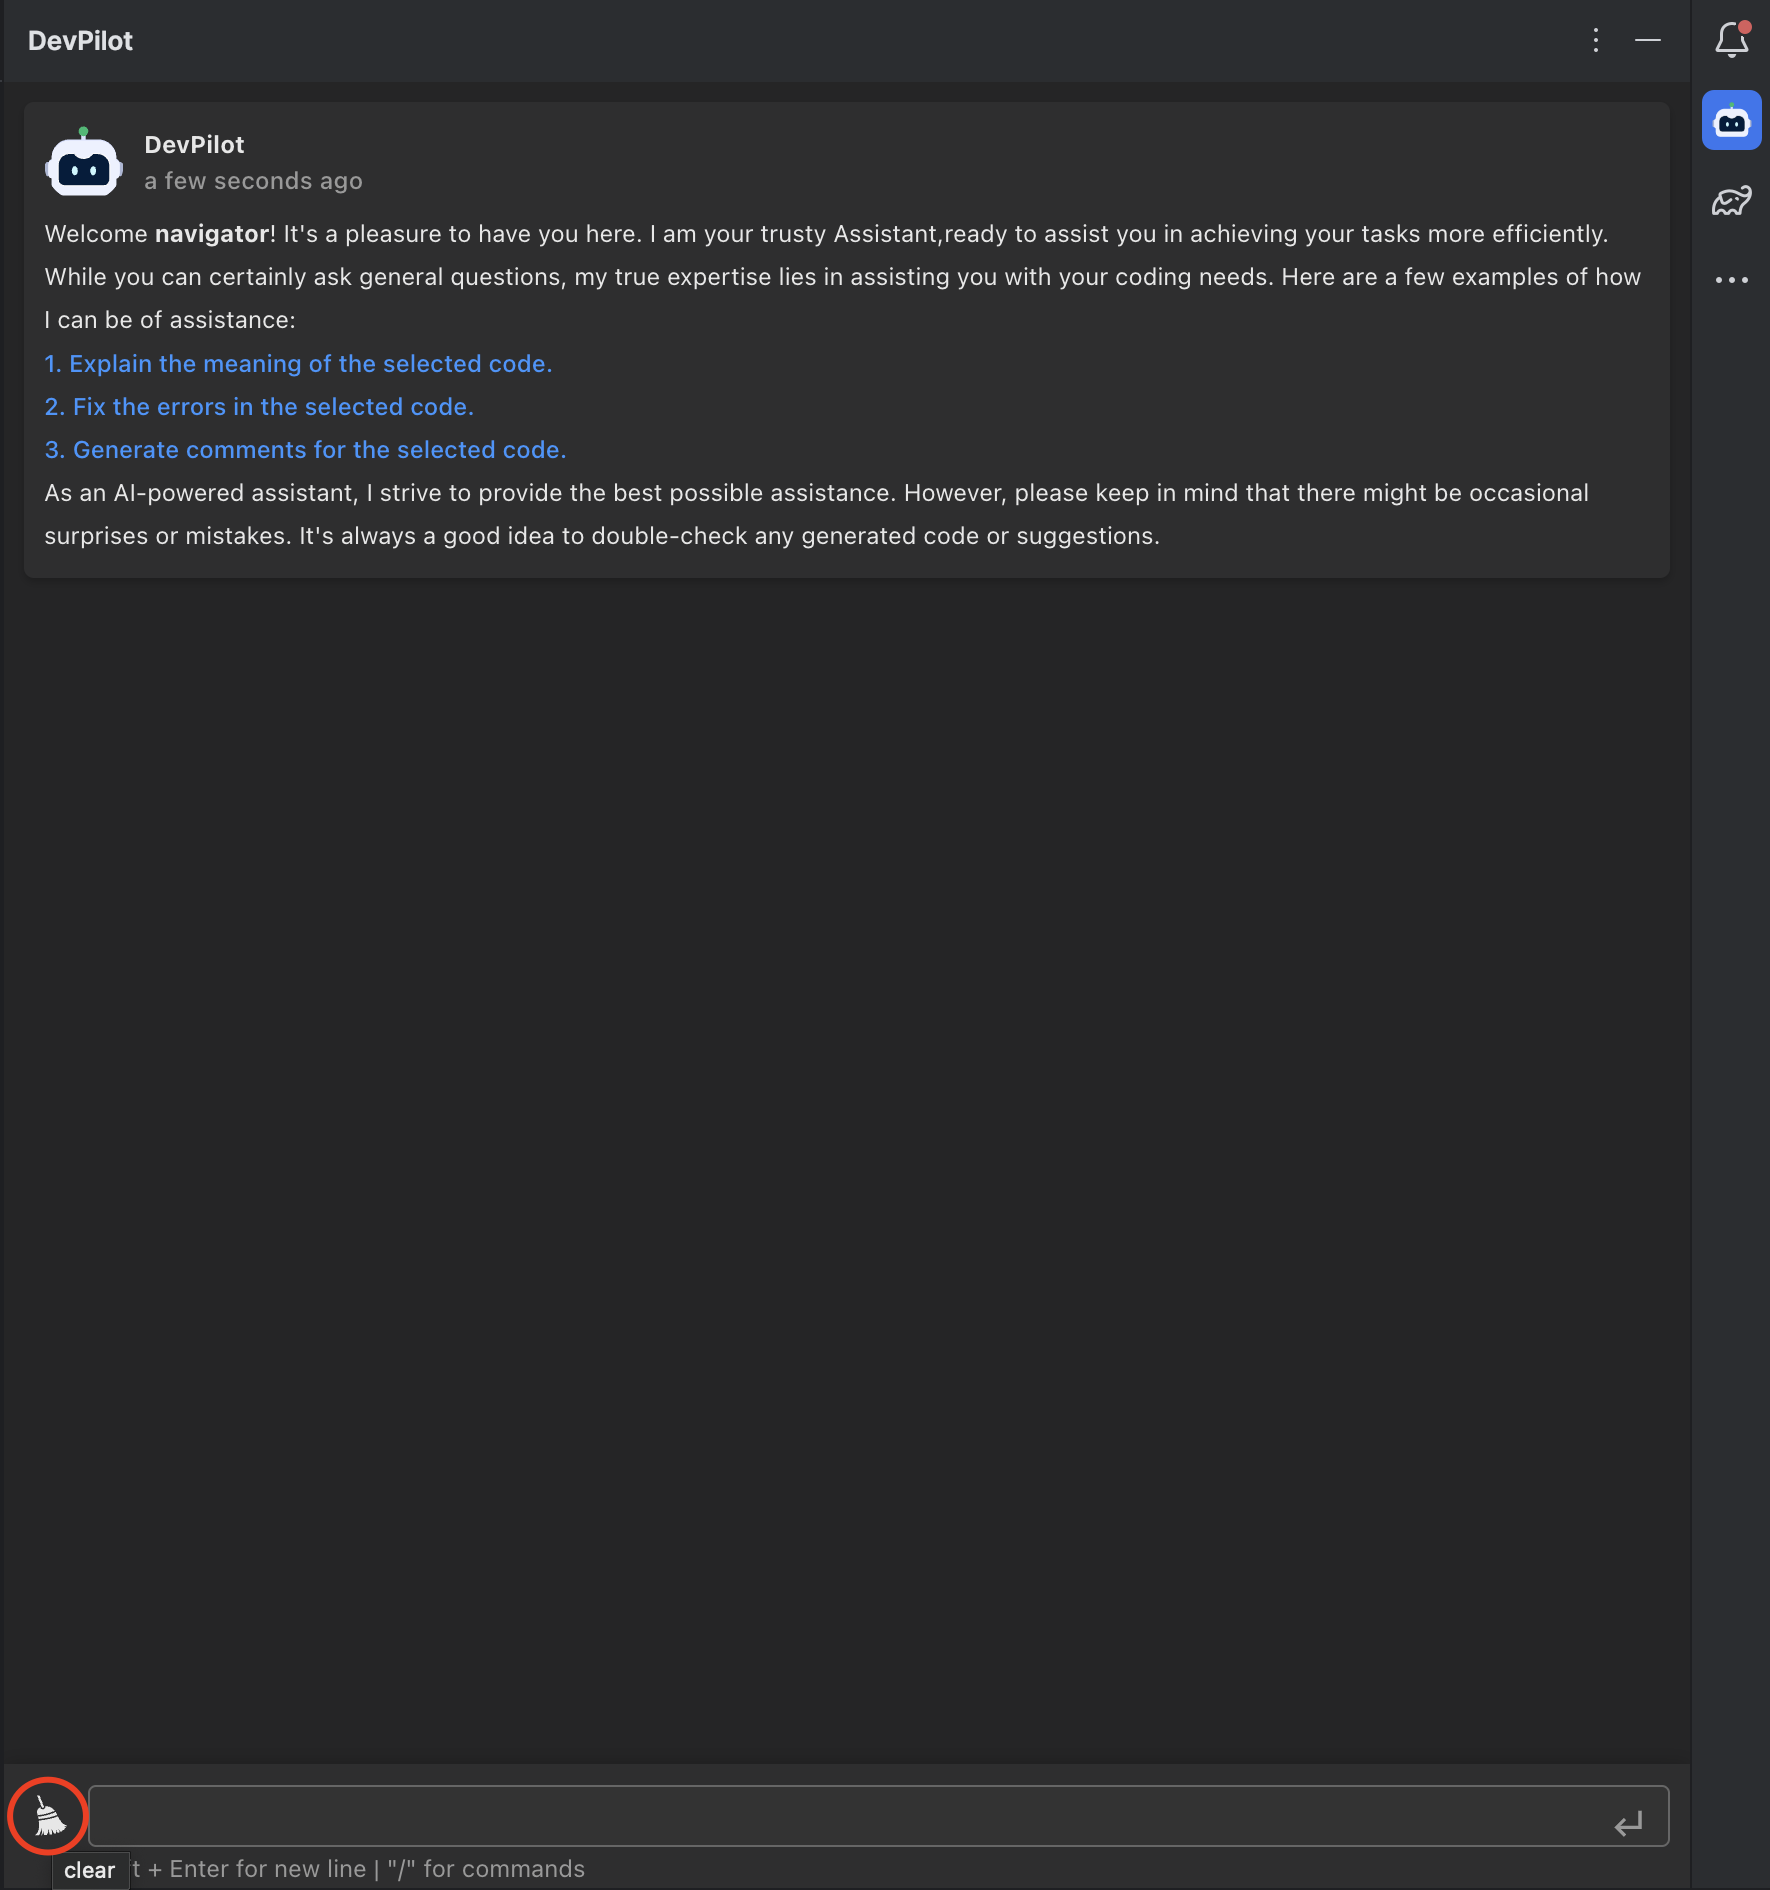 DevPilot
DevPilot
a few seconds ago
Welcome navigator! It's a pleasure to have you here. I am your trusty Assistant,ready to assist you in achieving your tasks more efficiently.
While you can certainly ask general questions, my true expertise lies in assisting you with your coding needs. Here are a few examples of how
I can be of assistance:
1. Explain the meaning of the selected code.
2. Fix the errors in the selected code.
3. Generate comments for the selected code.
As an AI-powered assistant, I strive to provide the best possible assistance. However, please keep in mind that there might be occasional
surprises or mistakes. It's always a good idea to double-check any generated code or suggestions.
clear
+ Enter for new line | "/" for commands